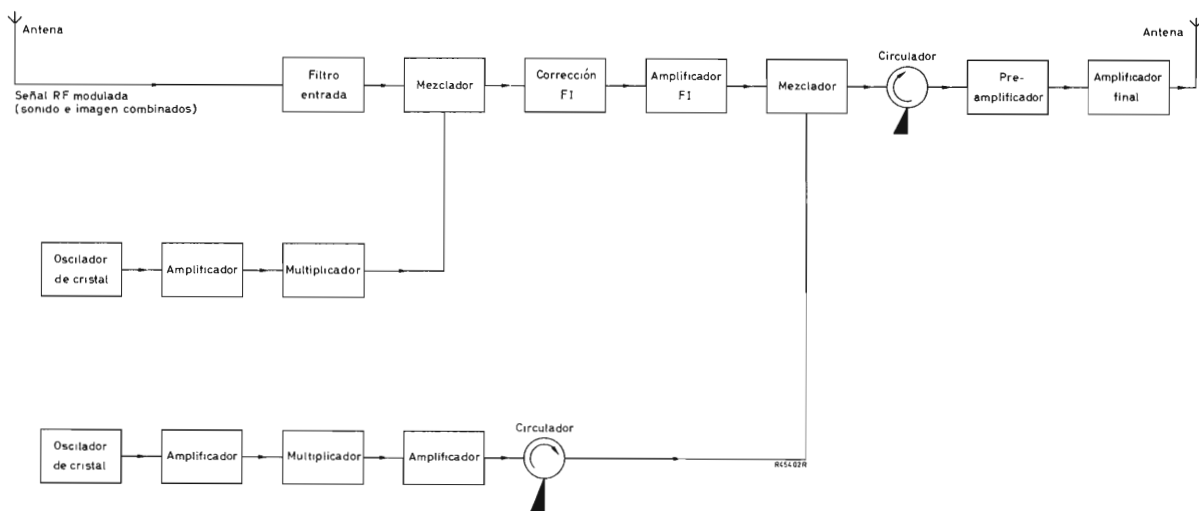 Antena
Antena
Señal RF modulada
(sonido e imagen combinados)
Filtro
entrada
Mezclador
Corrección
FI
Amplificador
FI
Mezclador
Circulador
Pre-
amplificador
Amplificador
final
Oscilador
de cristal
Amplificador
Multiplicador
Oscilador
de cristal
Amplificador
Multiplicador
Amplificador
Circulador
R45402R